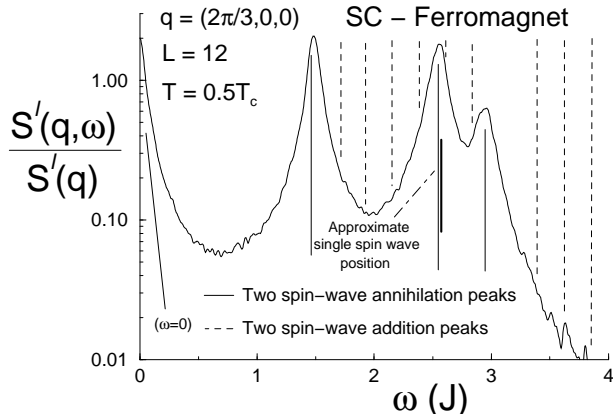 q = (2π/3,0,0)
SC – Ferromagnet
L = 12
T = 0.5T_c
S^l(q,ω)
S^l(q)
1.00
0.10
0.01
Approximate
single spin wave
position
Two spin–wave annihilation peaks
(ω=0)
Two spin–wave addition peaks
0 1 2 3 4
ω (J)